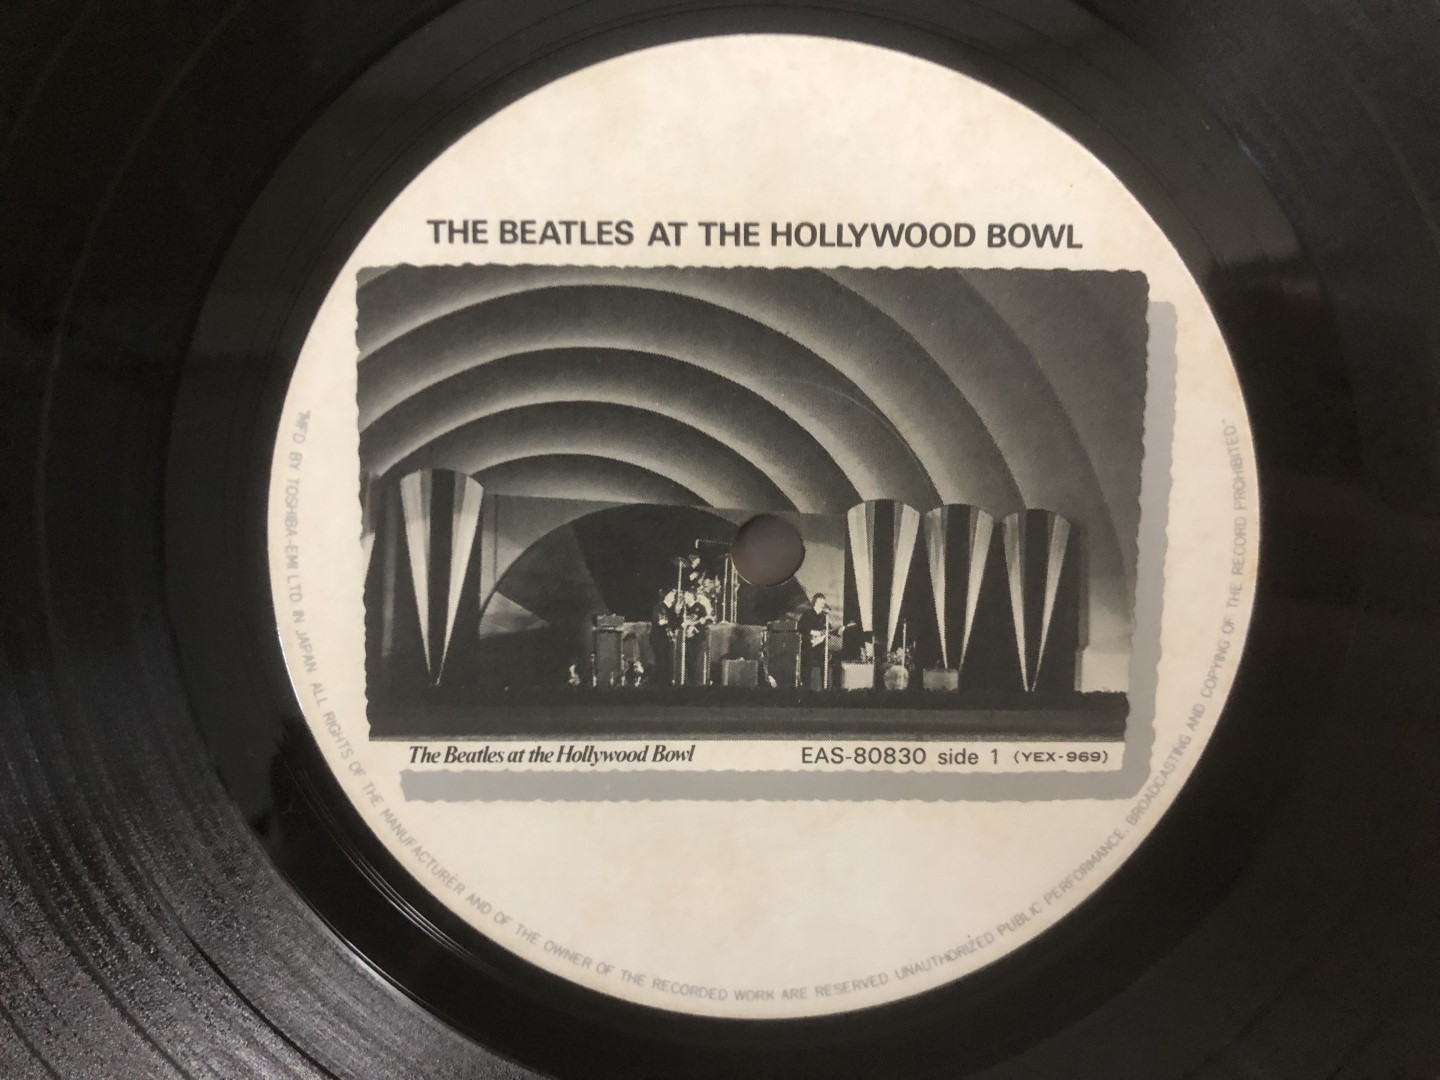 THE BEATLES AT THE HOLLYWOOD BOWL
The Beatles at the Hollywood Bowl
EAS-80830 side 1 (YEX-969)
"MF'D BY TOSHIBA-EMI LTD IN JAPAN ALL RIGHTS OF THE MANUFACTURER AND OF THE OWNER OF THE RECORDED WORK ARE RESERVED UNAUTHORIZED PUBLIC PERFORMANCE. BROADCASTING AND COPYING OF THE RECORD PROHIBITED."